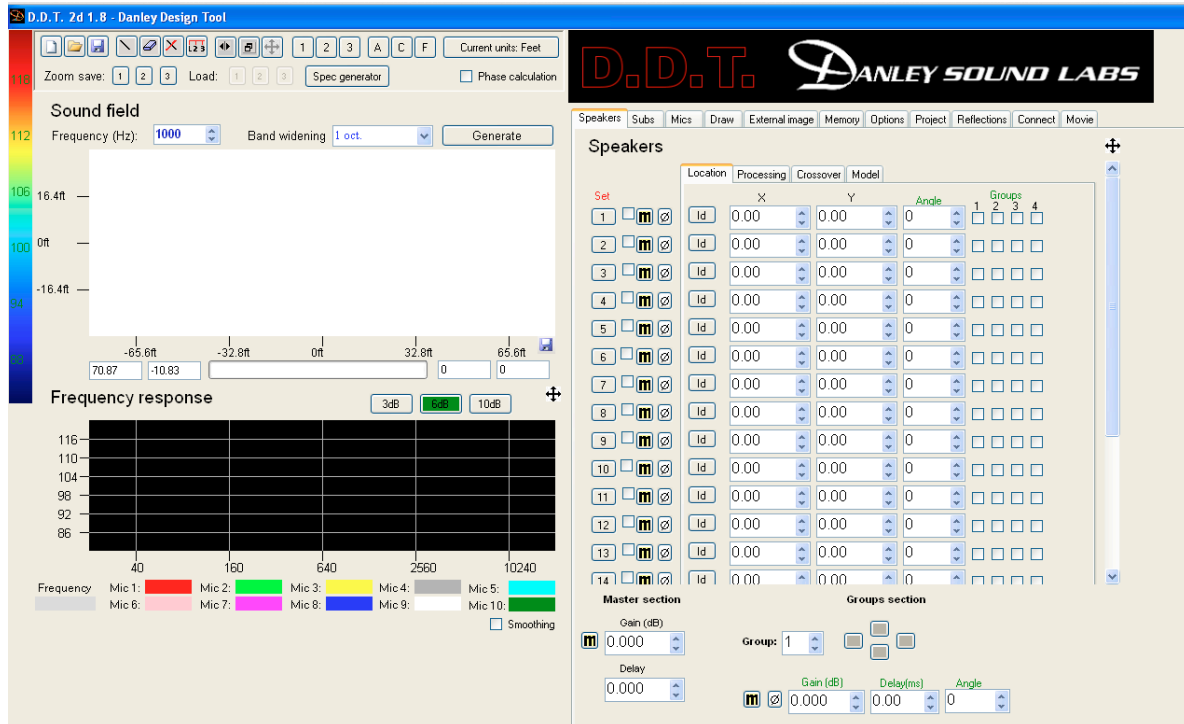 D.D.T. 2d 1.8 - Danley Design Tool
1 2 3 1 2 3 A C F Current units: Feet
Zoom save: 1 2 3 Load: 1 2 3 Spec generator Phase calculation
118
112
106
100
94
88
Sound field
Frequency (Hz): 1000 Band widening 1 oct. Generate
16.4ft
0ft
-16.4ft
-65.6ft -32.8ft 0ft 32.8ft 65.6ft
70.87 -10.83 0 0
Frequency response 3dB 6dB 10dB
116
110
104
98
92
86
40 160 640 2560 10240
Frequency Mic 1: Mic 2: Mic 3: Mic 4: Mic 5:
Mic 6: Mic 7: Mic 8: Mic 9: Mic 10:
Smoothing
D.D.T. DANLEY SOUND LABS
Speakers Subs Mics Draw External image Memory Options Project Reflections Connect Movie
Speakers
Location Processing Crossover Model
Set X Y Angle Groups
1 2 3 4
1 m ø Id 0.00 0.00 0
2 m ø Id 0.00 0.00 0
3 m ø Id 0.00 0.00 0
4 m ø Id 0.00 0.00 0
5 m ø Id 0.00 0.00 0
6 m ø Id 0.00 0.00 0
7 m ø Id 0.00 0.00 0
8 m ø Id 0.00 0.00 0
9 m ø Id 0.00 0.00 0
10 m ø Id 0.00 0.00 0
11 m ø Id 0.00 0.00 0
12 m ø Id 0.00 0.00 0
13 m ø Id 0.00 0.00 0
14 m ø Id 0.00 0.00 0
Master section Groups section
Gain (dB)
m 0.000 Group: 1
Delay
0.000
Gain (dB) Delay(ms) Angle
m ø 0.000 0.00 0